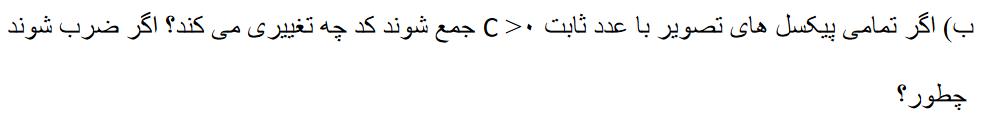 ب) اگر تمامی پیکسل های تصویر با عدد ثابت C >۰ جمع شوند کد چه تغییری می کند؟ اگر ضرب شوند
چطور؟